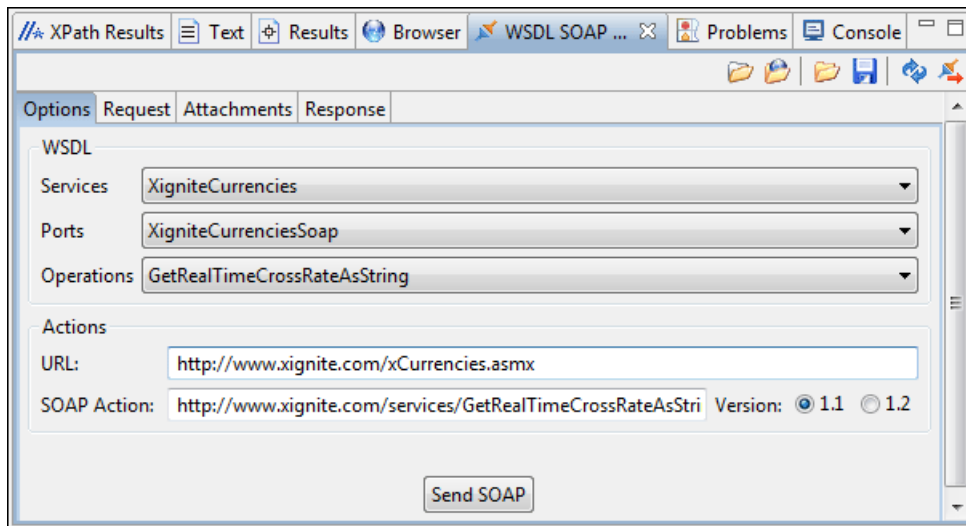 XPath Results Text Results Browser WSDL SOAP ... Problems Console
Options Request Attachments Response
WSDL
Services XigniteCurrencies
Ports XigniteCurrenciesSoap
Operations GetRealTimeCrossRateAsString
Actions
URL: http://www.xignite.com/xCurrencies.asmx
SOAP Action: http://www.xignite.com/services/GetRealTimeCrossRateAsStri Version: 1.1 1.2
Send SOAP